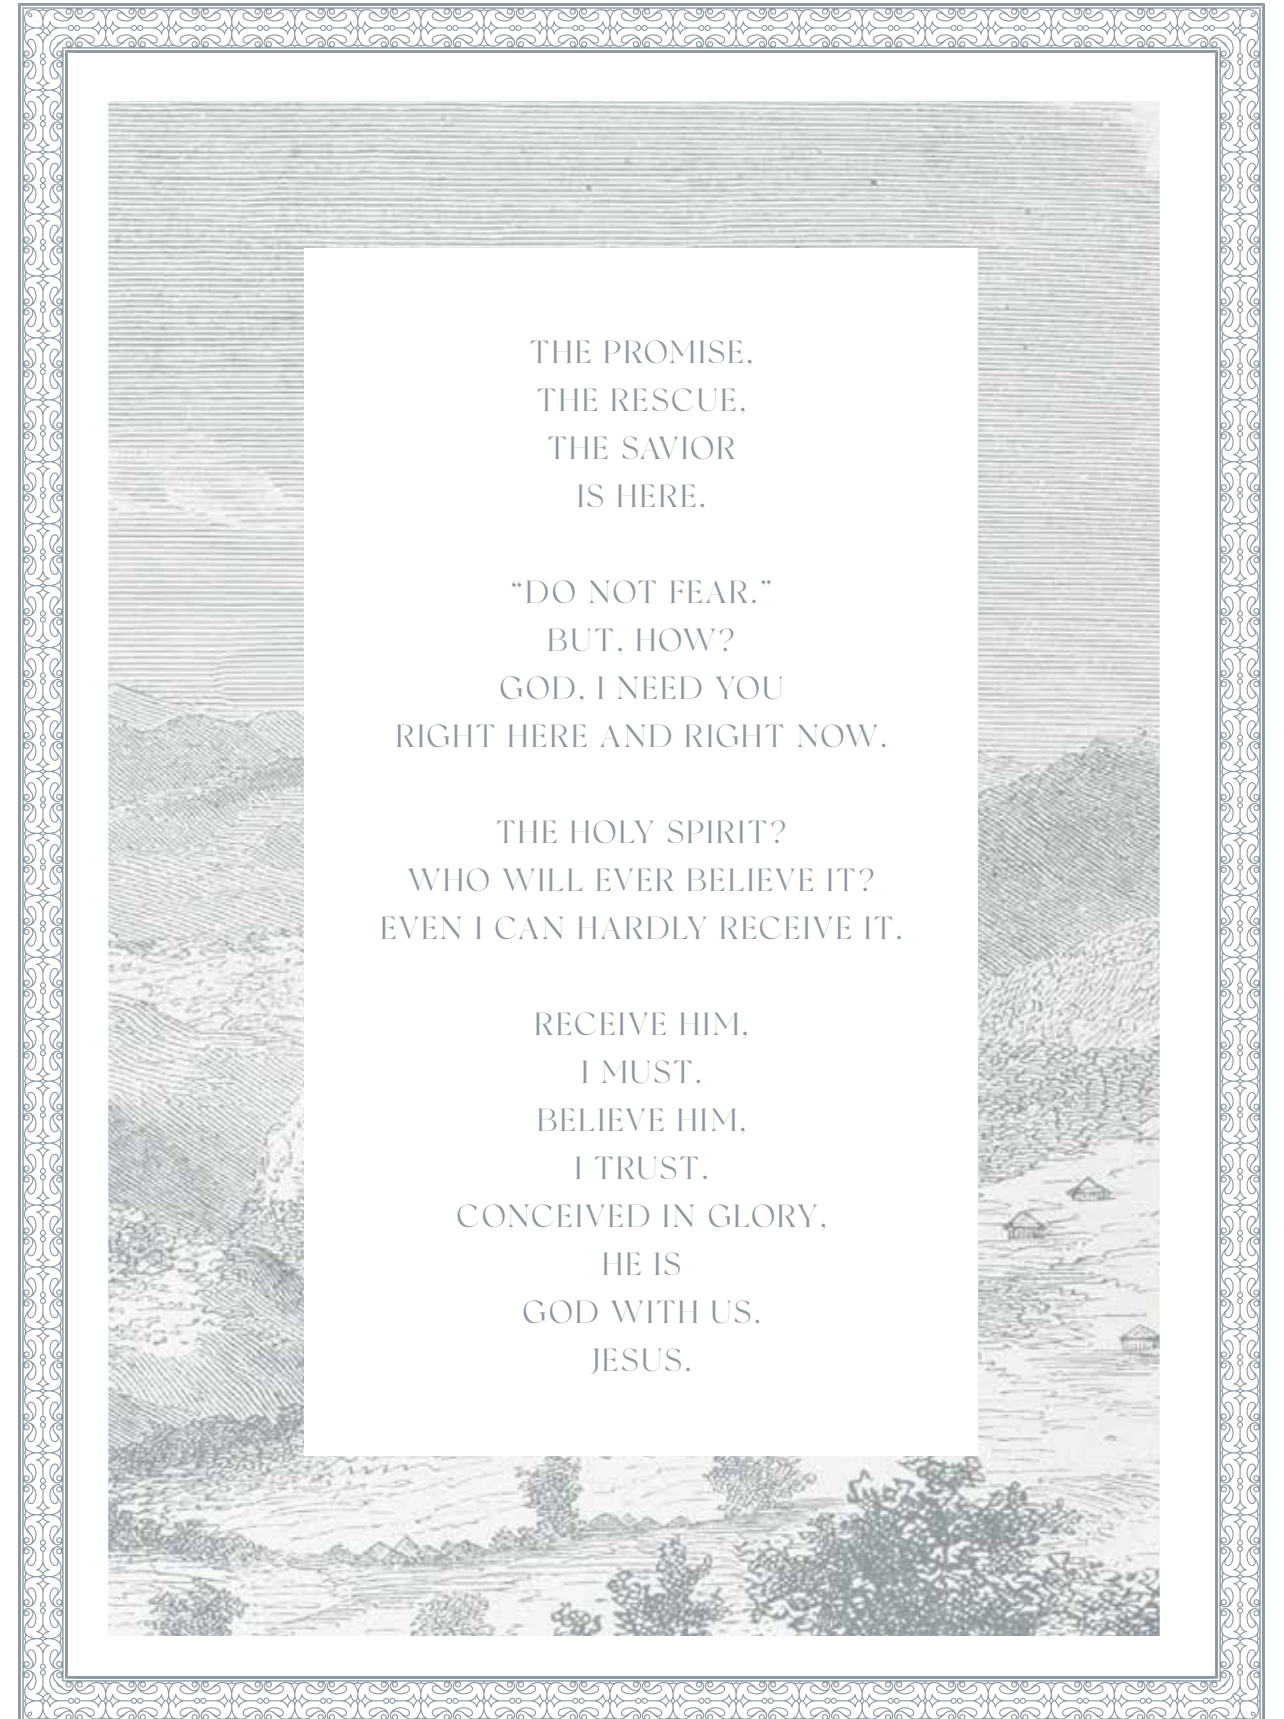 THE PROMISE,
THE RESCUE,
THE SAVIOR
IS HERE.
“DO NOT FEAR.”
BUT, HOW?
GOD, I NEED YOU
RIGHT HERE AND RIGHT NOW.
THE HOLY SPIRIT?
WHO WILL EVER BELIEVE IT?
EVEN I CAN HARDLY RECEIVE IT.
RECEIVE HIM,
I MUST.
BELIEVE HIM,
I TRUST.
CONCEIVED IN GLORY,
HE IS
GOD WITH US.
JESUS.